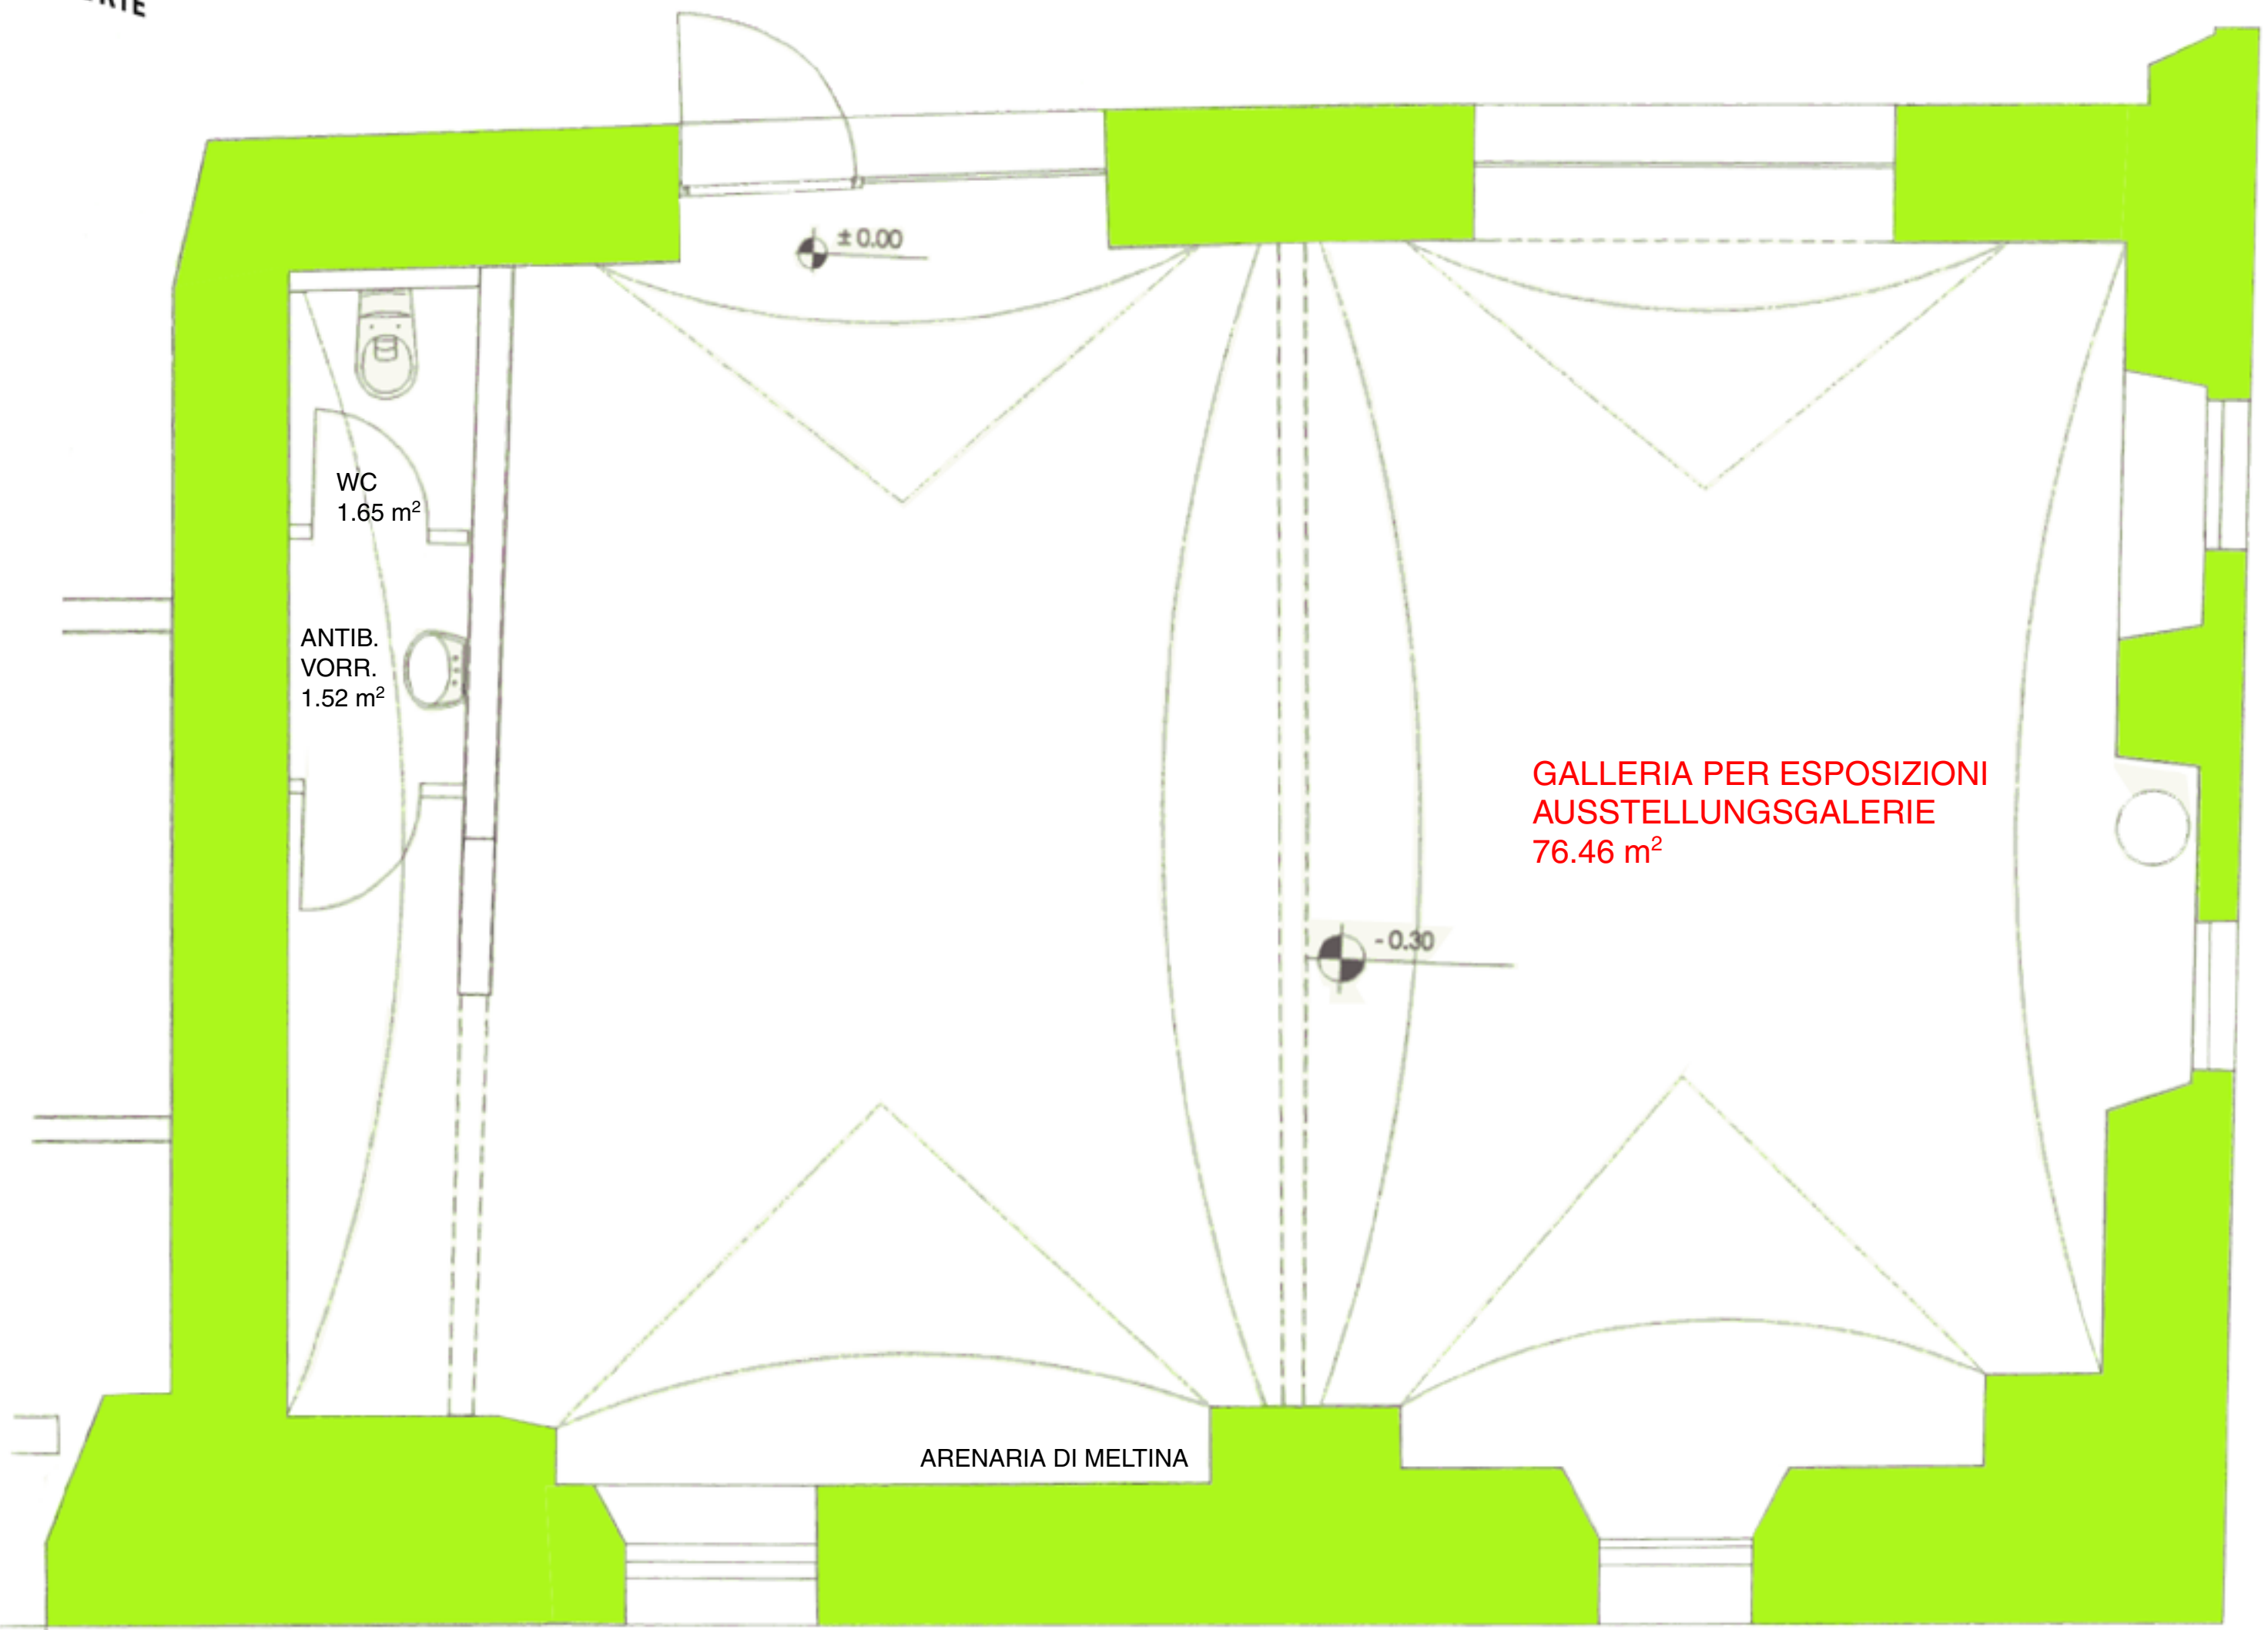 ± 0.00
WC
1.65 m²
ANTIB.
VORR.
1.52 m²
GALLERIA PER ESPOSIZIONI
AUSSTELLUNGSGALERIE
76.46 m²
- 0.30
ARENARIA DI MELTINA